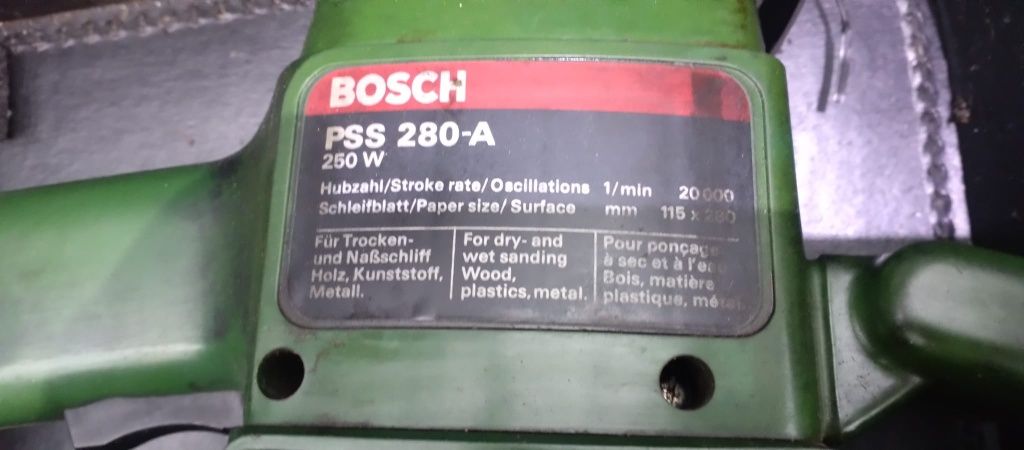 BOSCH
PSS 280-A
250 W
Hubzahl/Stroke rate/Oscillations 1/min 20 000
Schleifblatt/Paper size/Surface mm 115 x 280
Für Trocken-
und Naßschliff
Holz, Kunststoff,
Metall.
For dry- and
wet sanding
Wood,
plastics, metal.
Pour ponçage
à sec et à l'eau
Bois, matière
plastique, métal.